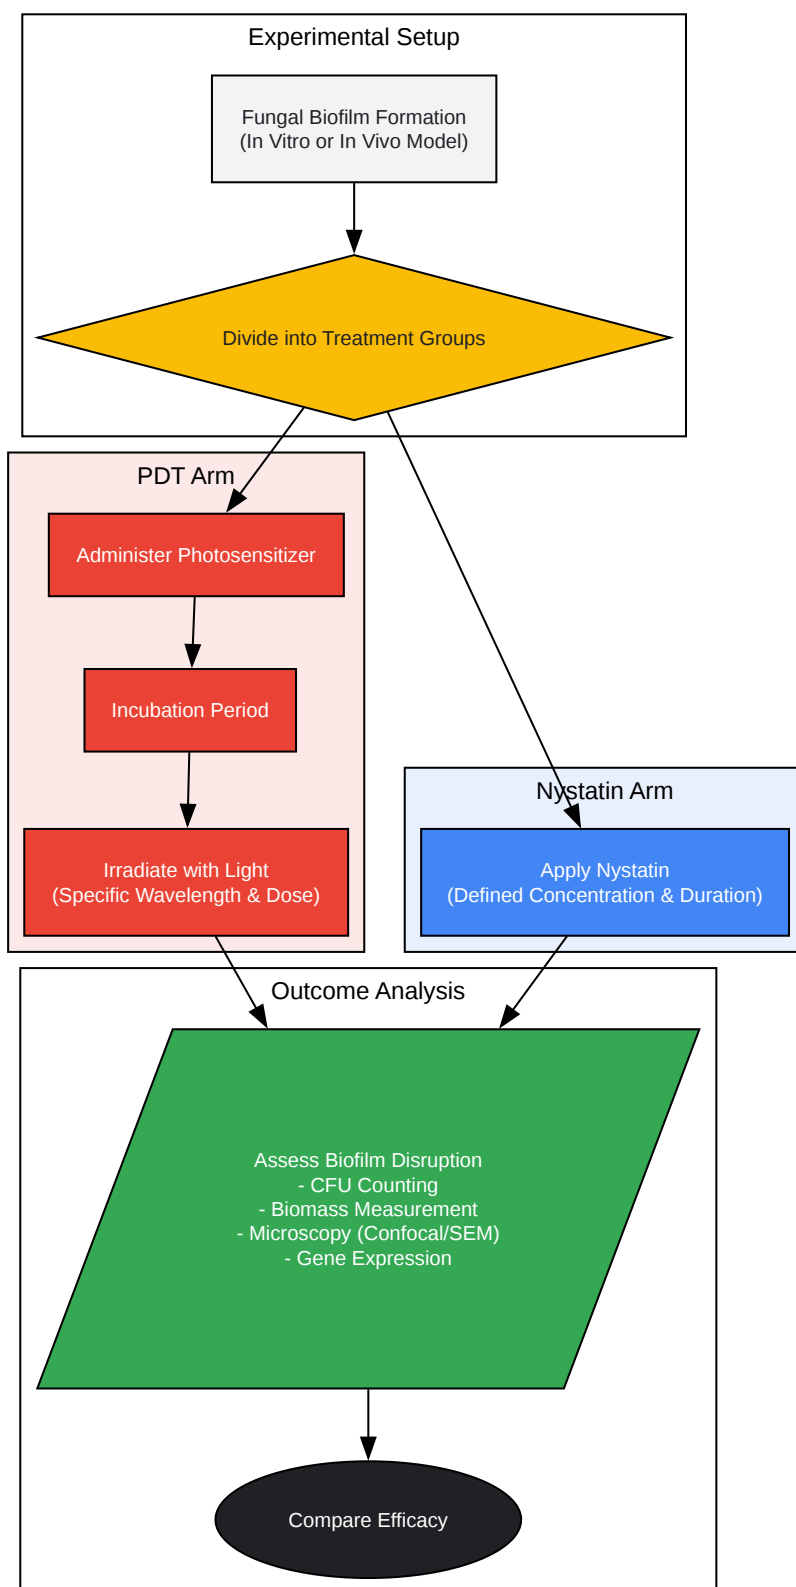 Experimental Setup
Fungal Biofilm Formation
(In Vitro or In Vivo Model)
Divide into Treatment Groups
PDT Arm
Administer Photosensitizer
Incubation Period
Irradiate with Light
(Specific Wavelength & Dose)
Nystatin Arm
Apply Nystatin
(Defined Concentration & Duration)
Outcome Analysis
Assess Biofilm Disruption
- CFU Counting
- Biomass Measurement
- Microscopy (Confocal/SEM)
- Gene Expression
Compare Efficacy